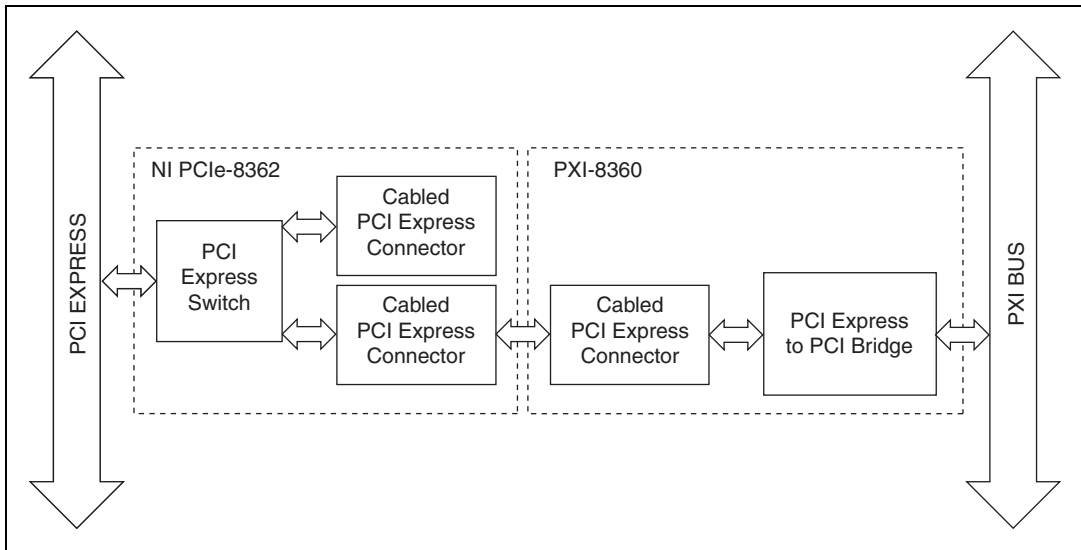 PCI EXPRESS
NI PCIe-8362
PCI
Express
Switch
Cabled
PCI Express
Connector
Cabled
PCI Express
Connector
PXI-8360
Cabled
PCI Express
Connector
PCI Express
to PCI Bridge
PXI BUS